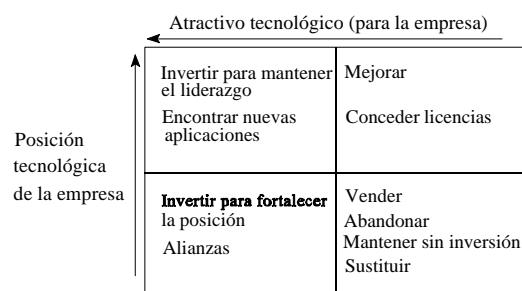 Atractivo tecnológico (para la empresa)
Invertir para mantener
el liderazgo
Encontrar nuevas
aplicaciones
Mejorar
Conceder licencias
Posición
tecnológica
de la empresa
Invertir para fortalecer
la posición
Alianzas
Vender
Abandonar
Mantener sin inversión
Sustituir